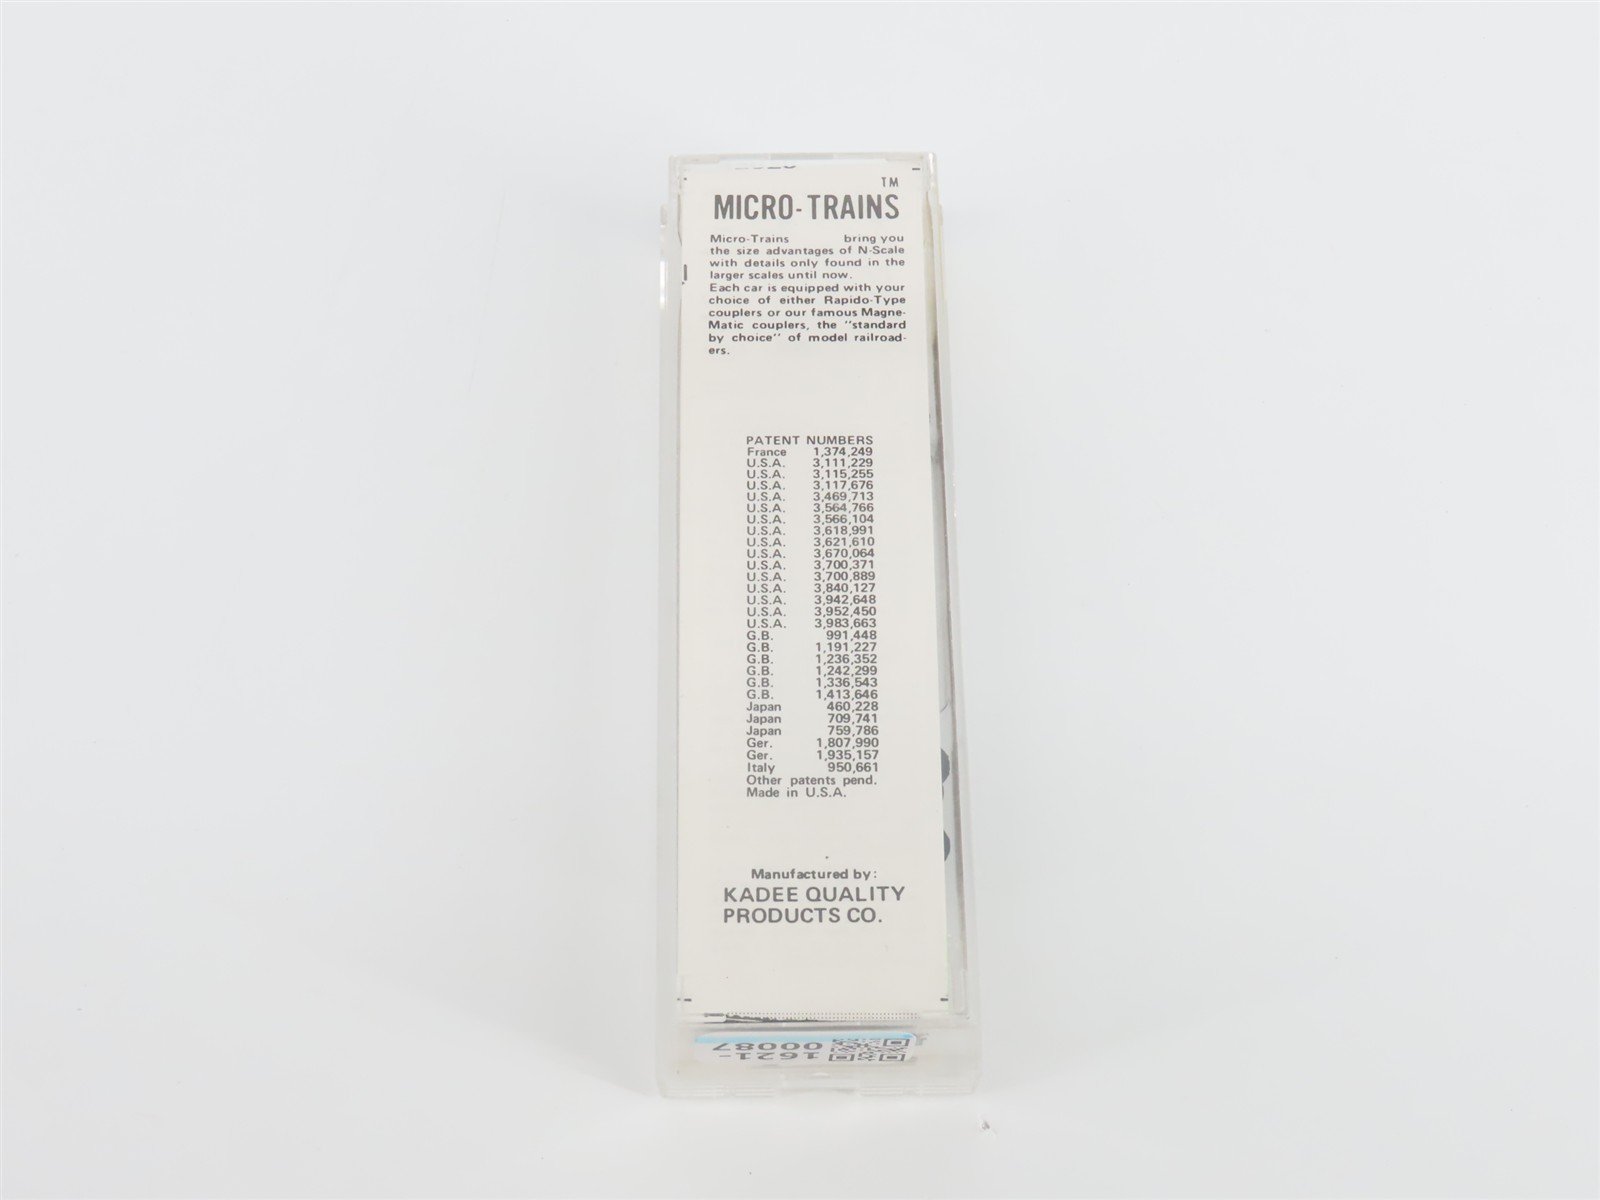 TM
MICRO-TRAINS
Micro-Trains bring you
the size advantages of N-Scale
with details only found in the
larger scales until now.
Each car is equipped with your
choice of either Rapido-Type
couplers or our famous Magne-
Matic couplers, the "standard
by choice" of model railroad-
ers.
PATENT NUMBERS
France 1,374,249
U.S.A. 3,111,229
U.S.A. 3,115,255
U.S.A. 3,117,676
U.S.A. 3,469,713
U.S.A. 3,564,766
U.S.A. 3,566,104
U.S.A. 3,618,991
U.S.A. 3,621,610
U.S.A. 3,670,064
U.S.A. 3,700,371
U.S.A. 3,700,889
U.S.A. 3,840,127
U.S.A. 3,942,648
U.S.A. 3,952,450
U.S.A. 3,983,663
G.B. 991,448
G.B. 1,191,227
G.B. 1,236,352
G.B. 1,242,299
G.B. 1,336,543
G.B. 1,413,646
Japan 460,228
Japan 709,741
Japan 759,786
Ger. 1,807,990
Ger. 1,935,157
Italy 950,661
Other patents pend.
Made in U.S.A.
Manufactured by:
KADEE QUALITY
PRODUCTS CO.
1621-
00087